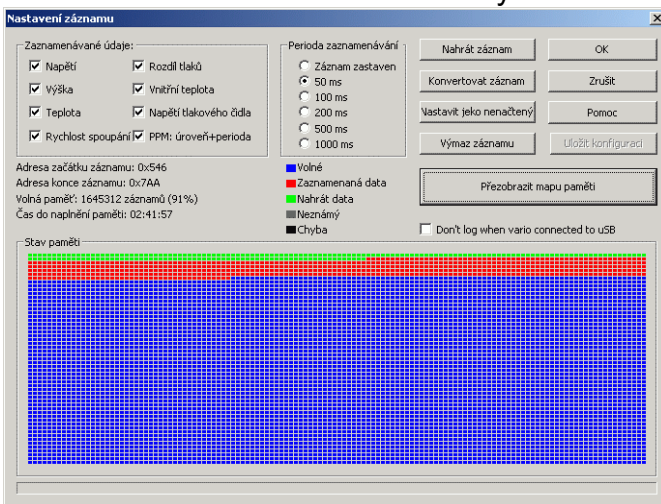 Nastavení záznamu
Zaznamenávané údaje:
Napětí
Rozdíl tlaků
Výška
Vnitřní teplota
Teplota
Napětí tlakového čidla
Rychlost spoupání
PPM: úroveň+perioda
Perioda zaznamenávání
Záznam zastaven
50 ms
100 ms
200 ms
500 ms
1000 ms
Nahrát záznam
OK
Konvertovat záznam
Zrušit
Nastavit jeko nenačtený
Pomoc
Výmaz záznamu
Uložit konfiguraci
Adresa začátku záznamu: 0x546
Adresa konce záznamu: 0x7AA
Volná paměť: 1645312 záznamů (91%)
Čas do naplnění paměti: 02:41:57
Volné
Zaznamenaná data
Nahrát data
Neznámý
Chyba
Přezobrazit mapu paměti
Don't log when vario connected to uSB
Stav paměti